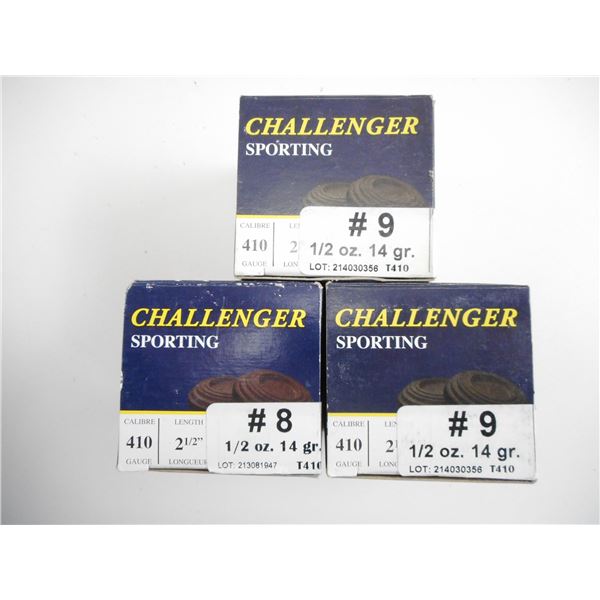 CHALLENGER
SPORTING
CALIBRE
410
GAUGE
# 9
1/2 oz. 14 gr.
LOT: 214030356 T410
CHALLENGER
SPORTING
CALIBRE
410
GAUGE
LENGTH
2 1/2"
LONGUEUR
# 8
1/2 oz. 14 gr.
LOT: 213081947 T410
CHALLENGER
SPORTING
CALIBRE
410
GAUGE
# 9
1/2 oz. 14 gr.
LOT: 214030356 T410